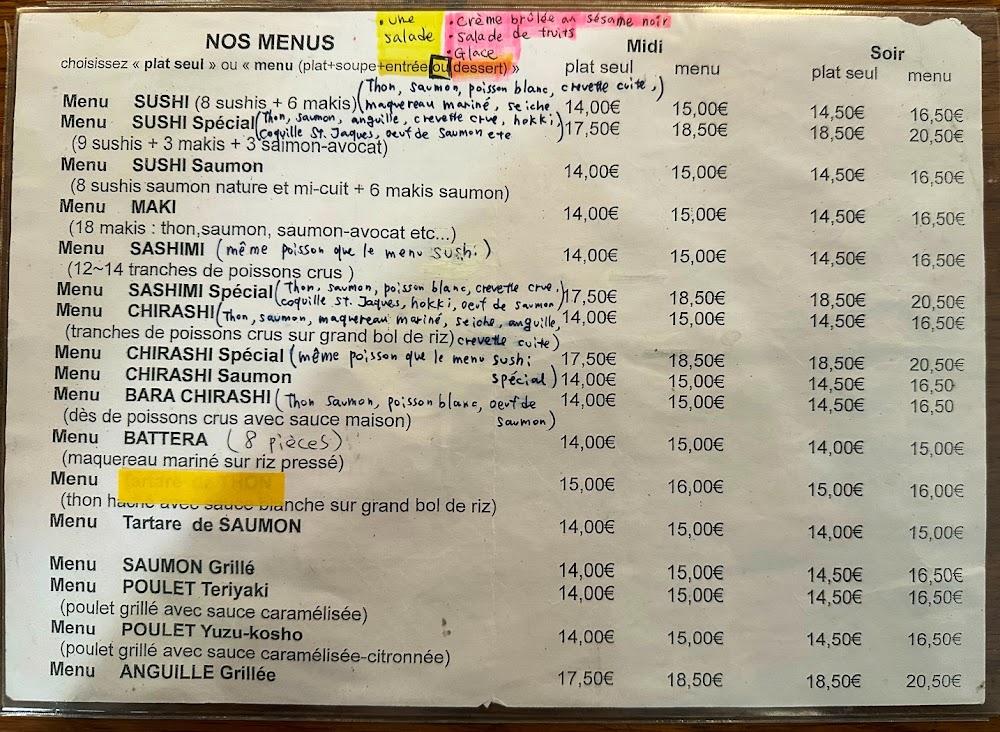 • une • Crème brûlée au sésame noir
salade • Salade de fruits
• Glace
NOS MENUS Midi Soir
choisissez « plat seul » ou « menu (plat+soupe+entrée ou dessert) » plat seul menu plat seul menu
(Thon, saumon, poisson blanc, crevette cuite,)
Menu SUSHI (8 sushis + 6 makis) maquereau mariné, seiche 14,00€ 15,00€ 14,50€ 16,50€
Menu SUSHI Spécial (Thon, saumon, anguille, crevette crue, hokki,) 17,50€ 18,50€ 18,50€ 20,50€
coquille St. Jaques, oeuf de saumon etc
(9 sushis + 3 makis + 3 saimon-avocat)
Menu SUSHI Saumon 14,00€ 15,00€ 14,50€ 16,50€
(8 sushis saumon nature et mi-cuit + 6 makis saumon)
Menu MAKI 14,00€ 15,00€ 14,50€ 16,50€
(18 makis : thon,saumon, saumon-avocat etc...)
Menu SASHIMI (même poisson que le menu sushi) 14,00€ 15,00€ 14,50€ 16,50€
(12~14 tranches de poissons crus )
Menu SASHIMI Spécial (Thon, saumon, poisson blanc, crevette crue,) 17,50€ 18,50€ 18,50€ 20,50€
coquille St. Jaques, hokki, oeuf de saumon
Menu CHIRASHI (Thon, saumon, maquereau mariné, seiche, anguille, 14,00€ 15,00€ 14,50€ 16,50€
(tranches de poissons crus sur grand bol de riz) crevette cuite)
Menu CHIRASHI Spécial (même poisson que le menu sushi 17,50€ 18,50€ 18,50€ 20,50€
spécial)
Menu CHIRASHI Saumon 14,00€ 15,00€ 14,50€ 16,50
Menu BARA CHIRASHI (Thon saumon, poisson blanc, oeuf de 14,00€ 15,00€ 14,50€ 16,50
(dès de poissons crus avec sauce maison) saumon)
Menu BATTERA (8 pièces) 14,00€ 15,00€ 14,00€ 15,00€
(maquereau mariné sur riz pressé)
Menu Tartare de THON 15,00€ 16,00€ 15,00€ 16,00€
(thon haché avec sauce blanche sur grand bol de riz)
Menu Tartare de SAUMON 14,00€ 15,00€ 14,00€ 15,00€
Menu SAUMON Grillé 14,00€ 15,00€ 14,50€ 16,50€
Menu POULET Teriyaki 14,00€ 15,00€ 14,50€ 16,50€
(poulet grillé avec sauce caramélisée)
Menu POULET Yuzu-kosho 14,00€ 15,00€ 14,50€ 16,50€
(poulet grillé avec sauce caramélisée-citronnée)
Menu ANGUILLE Grillée 17,50€ 18,50€ 18,50€ 20,50€